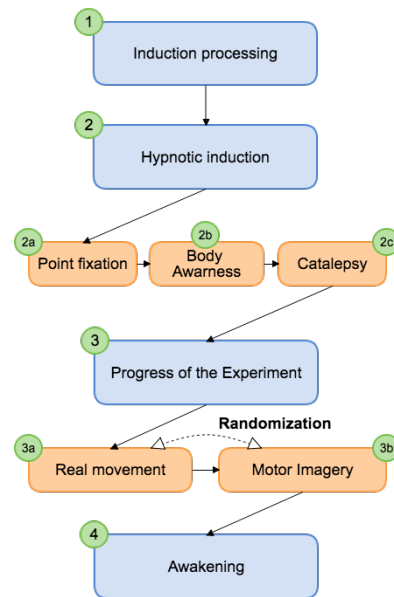 1
Induction processing
2
Hypnotic induction
2a
2b
2c
Point fixation
Body
Awarness
Catalepsy
3
Progress of the Experiment
Randomization
3a
3b
Real movement
Motor Imagery
4
Awakening